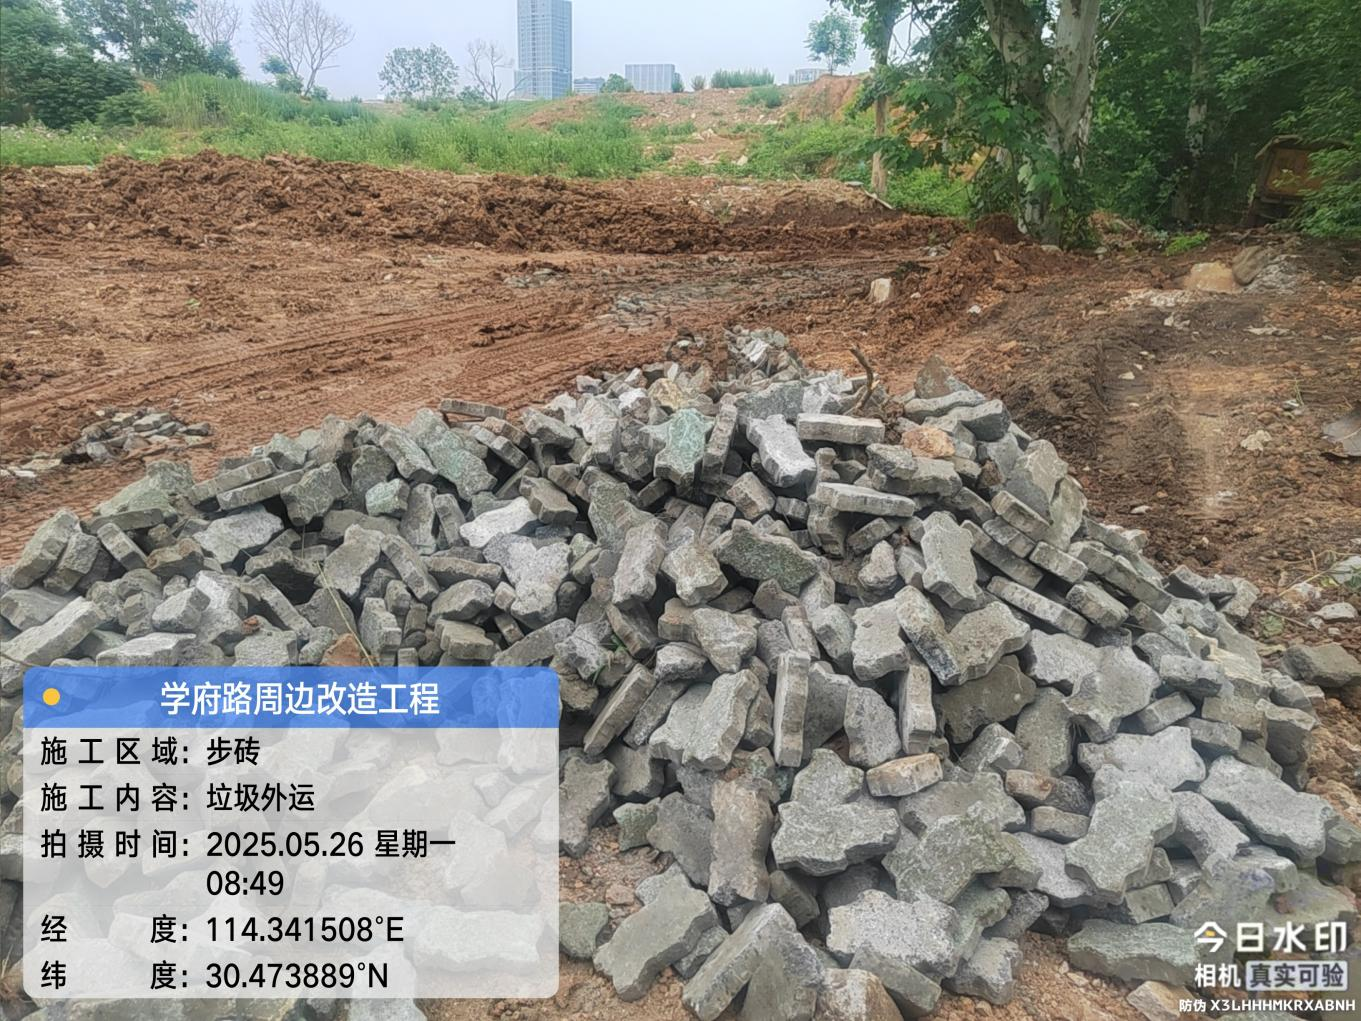 学府路周边改造工程
施工区域：步砖
施工内容：垃圾外运
拍摄时间：2025.05.26 星期一
08:49
经度：114.341508°E
纬度：30.473889°N
今日水印
相机 真实可验
防伪 X3LHHHMKRXABNH